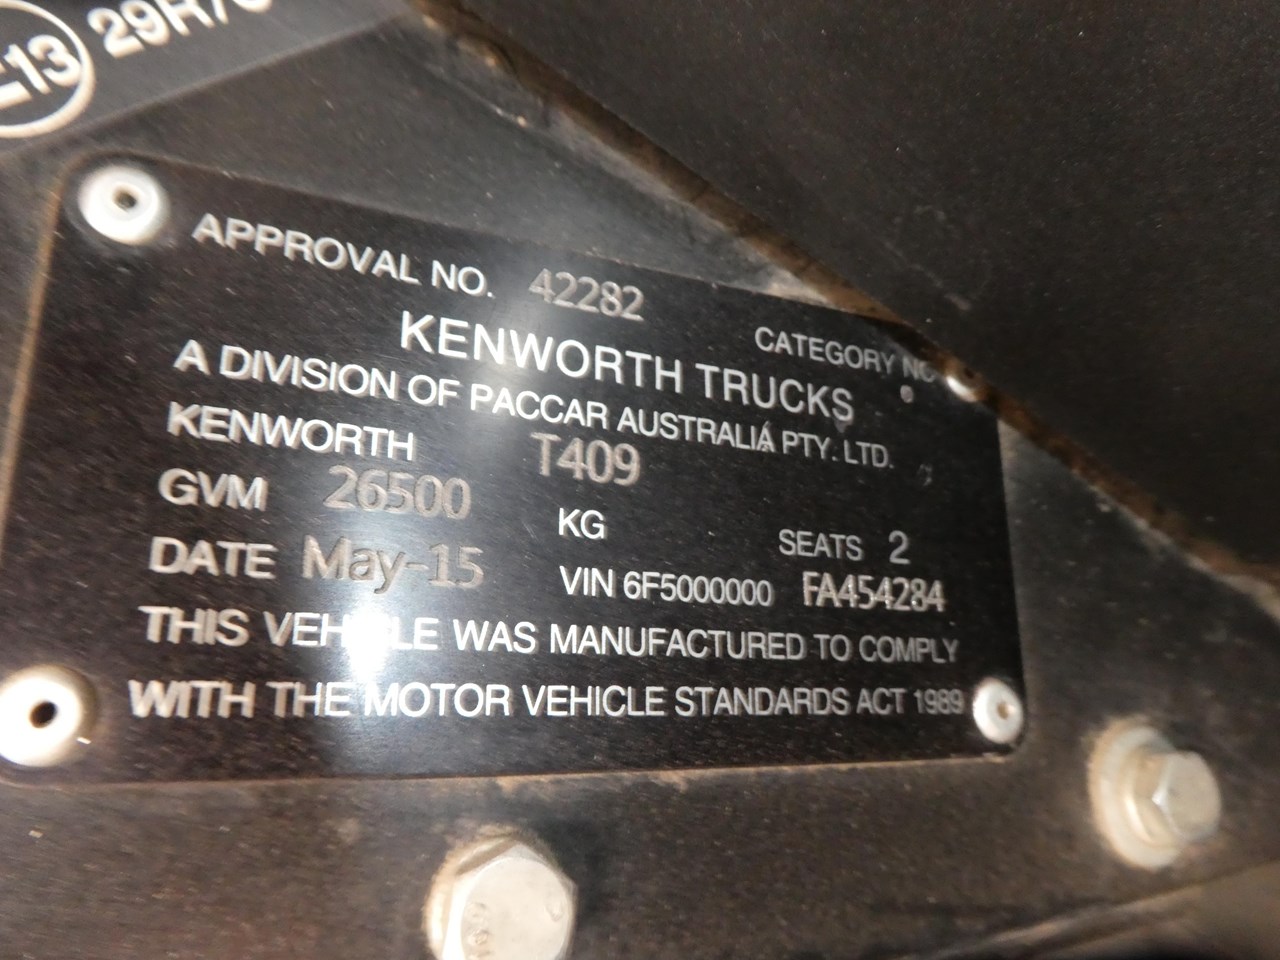 29R
APPROVAL NO. 42282
CATEGORY NO
KENWORTH TRUCKS
A DIVISION OF PACCAR AUSTRALIA PTY. LTD.
KENWORTH T409
GVM 26500 KG SEATS 2
DATE May-15 VIN 6F5000000 FA454284
THIS VEHICLE WAS MANUFACTURED TO COMPLY
WITH THE MOTOR VEHICLE STANDARDS ACT 1989